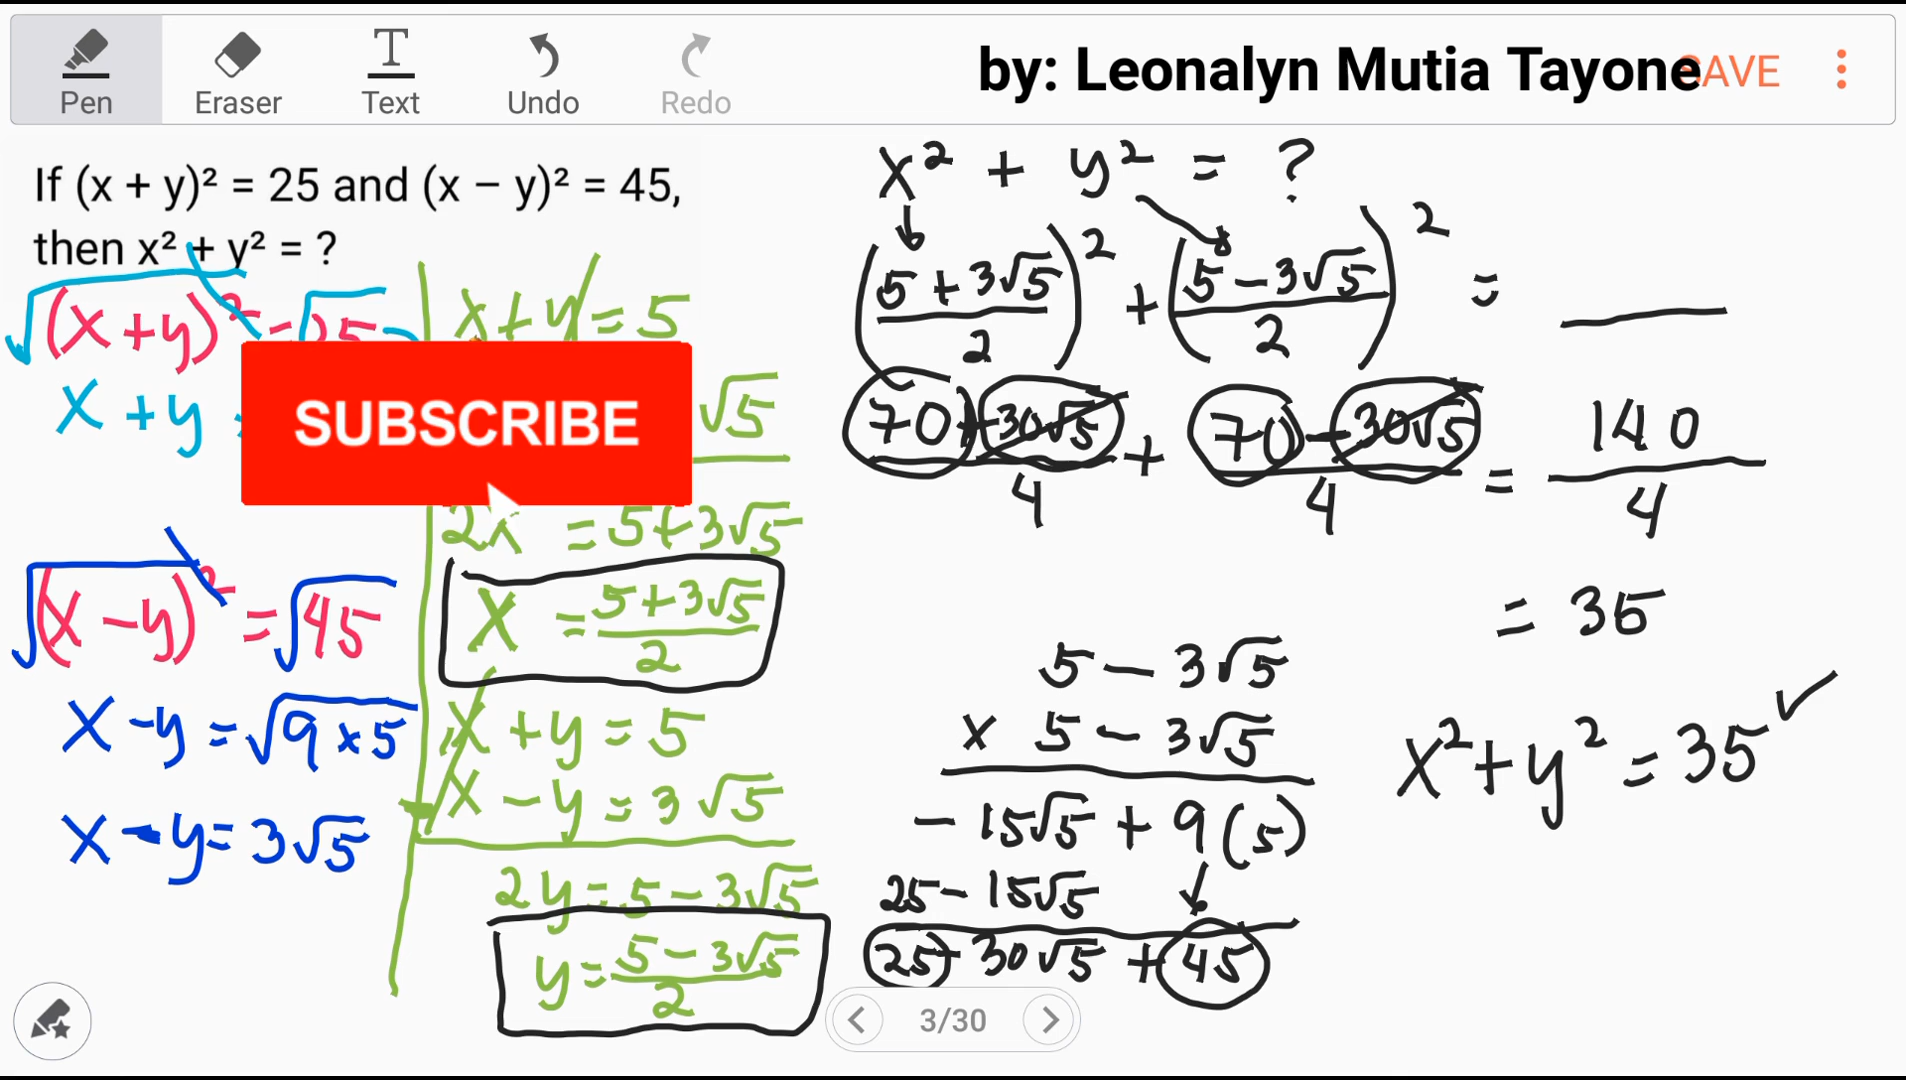 Pen Eraser Text Undo Redo
by: Leonalyn Mutia Tayone
AVE
If (x + y)² = 25 and (x − y)² = 45,
then x² + y² = ?
√(x + y)² = √25
x + y
√(x − y)² = √45
x − y = √9 × 5
x − y = 3√5
x + y = 5
√5
SUBSCRIBE
2x = 5 + 3√5
x = (5 + 3√5)/2
x + y = 5
x − y = 3√5
2y = 5 − 3√5
y = (5 − 3√5)/2
x² + y² = ?
((5 + 3√5)/2)² + ((5 − 3√5)/2)² =
(70 + 30√5)/4 + (70 − 30√5)/4 = 140/4
= 35
5 − 3√5
x 5 − 3√5
− 15√5 + 9(5)
25 − 15√5
25 − 30√5 + 45
x² + y² = 35 ✓
3/30